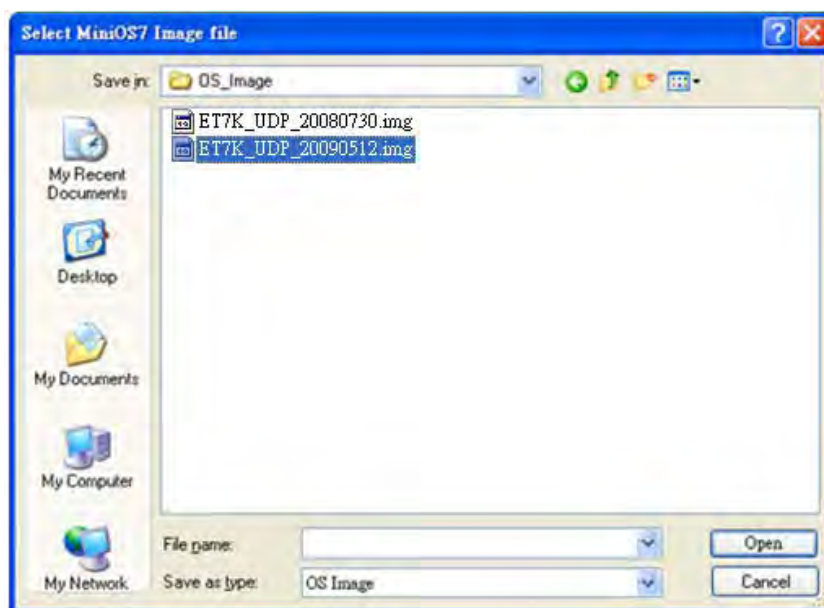 Select MiniOS7 Image file
Save in: OS_Image
ET7K_UDP_20080730.img
ET7K_UDP_20090512.img
My Recent
Documents
Desktop
My Documents
My Computer
My Network
File name:
Open
Save as type: OS Image
Cancel